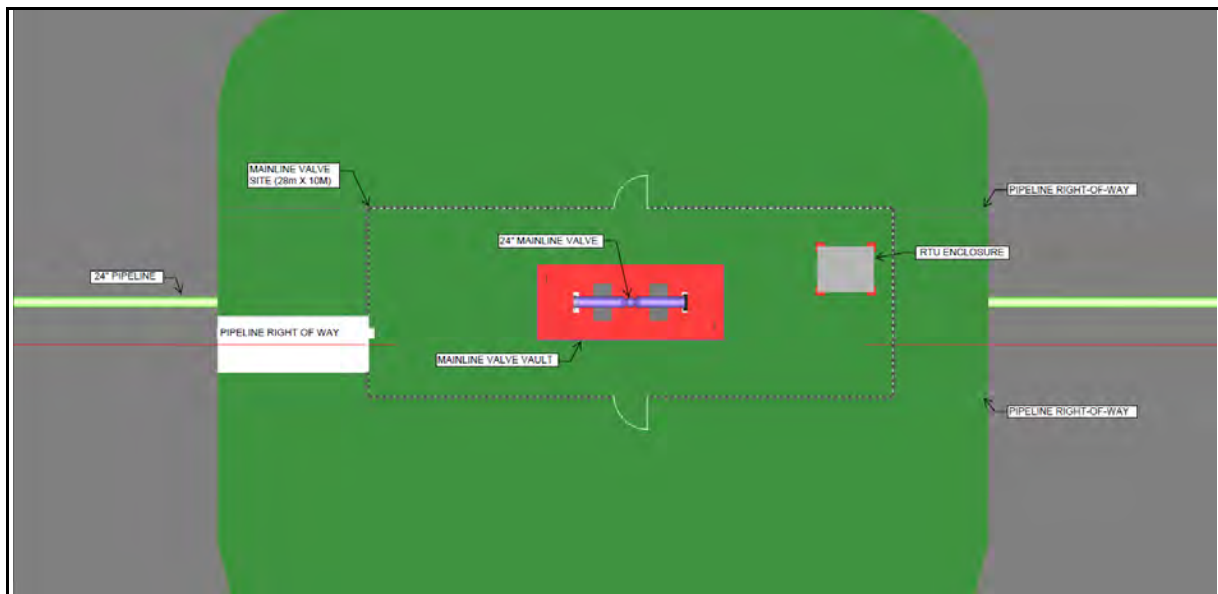 MAINLINE VALVE
SITE (28m X 10M)
PIPELINE RIGHT-OF-WAY
24" MAINLINE VALVE
RTU ENCLOSURE
24" PIPELINE
PIPELINE RIGHT OF WAY
MAINLINE VALVE VAULT
PIPELINE RIGHT-OF-WAY